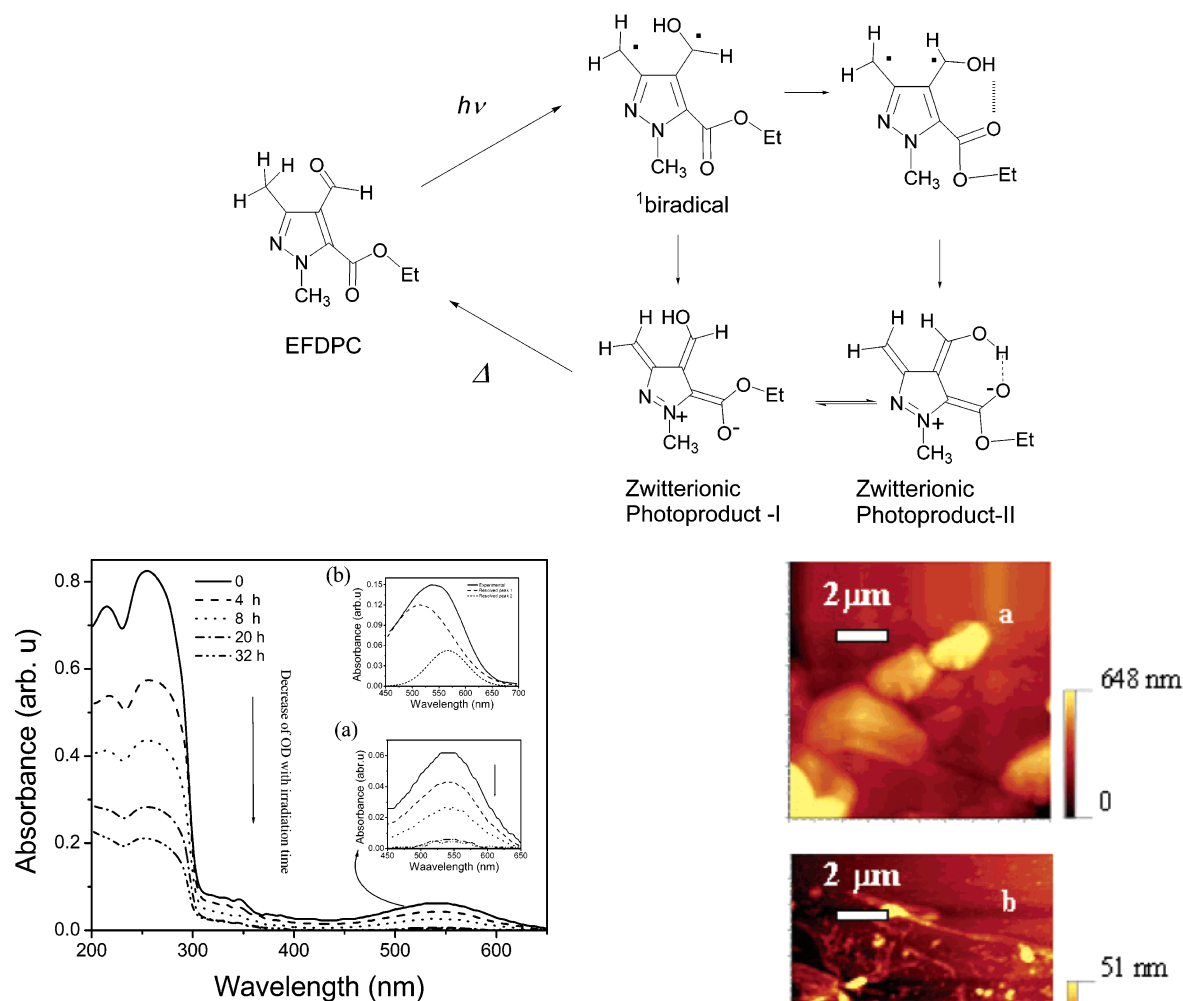 hν
H
H
HO
H
N
N
CH3
O
O
Et
1biradical
H
H
H
OH
N
N
CH3
O
O
Et
H
H
H
O
H
N
N
CH3
O
O
Et
EFDPC
Δ
H
H
HO
H
N
N+
CH3
O
O-
Et
Zwitterionic
Photoproduct -I
H
H
H
O
H
-O
N
N+
CH3
O
Et
Zwitterionic
Photoproduct-II
Absorbance (arb. u)
0.8
0.6
0.4
0.2
0.0
200
300
400
500
600
Wavelength (nm)
0
4 h
8 h
20 h
32 h
Decrease of OD with irradiation time
(b)
Absorbance (arb.u)
0.15
0.12
0.09
0.06
0.03
0.00
450
500
550
600
650
700
Wavelength (nm)
Experimental
Resolved peak 1
Resolved peak 2
(a)
Absorbance (abr.u)
0.06
0.04
0.02
0.00
450
500
550
600
650
Waavelength (nm)
2 μm
a
648 nm
0
2 μm
b
51 nm